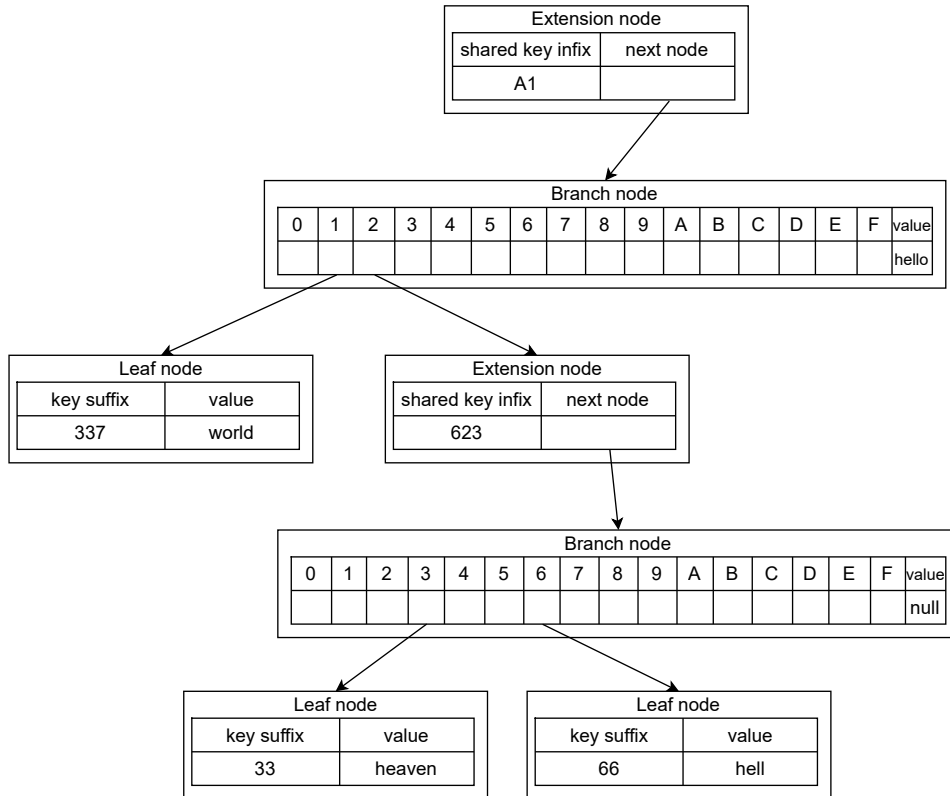 Extension node
shared key infix next node
A1
Branch node
0 1 2 3 4 5 6 7 8 9 A B C D E F value
hello
Leaf node
key suffix value
337 world
Extension node
shared key infix next node
623
Branch node
0 1 2 3 4 5 6 7 8 9 A B C D E F value
null
Leaf node
key suffix value
33 heaven
Leaf node
key suffix value
66 hell